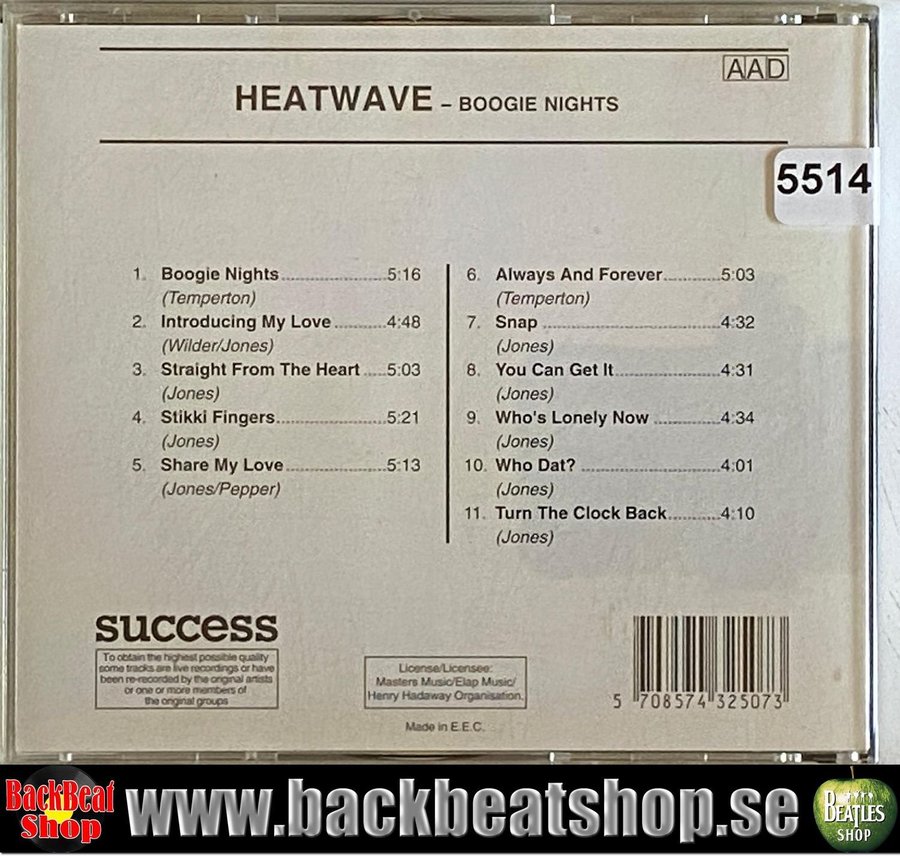 AAD
HEATWAVE – BOOGIE NIGHTS
5514
1. Boogie Nights 5:16
(Temperton)
2. Introducing My Love 4:48
(Wilder/Jones)
3. Straight From The Heart 5:03
(Jones)
4. Stikki Fingers 5:21
(Jones)
5. Share My Love 5:13
(Jones/Pepper)
6. Always And Forever 5:03
(Temperton)
7. Snap 4:32
(Jones)
8. You Can Get It 4:31
(Jones)
9. Who's Lonely Now 4:34
(Jones)
10. Who Dat? 4:01
(Jones)
11. Turn The Clock Back 4:10
(Jones)
success
To obtain the highest possible quality
some tracks are live recordings or have
been re-recorded by the original artists
or one or more members of
the original groups
License/Licensee:
Masters Music/Elap Music/
Henry Hadaway Organisation.
Made in E.E.C.
5 708574 325073
BackBeat
Shop
www.backbeatshop.se
BEATLES
SHOP